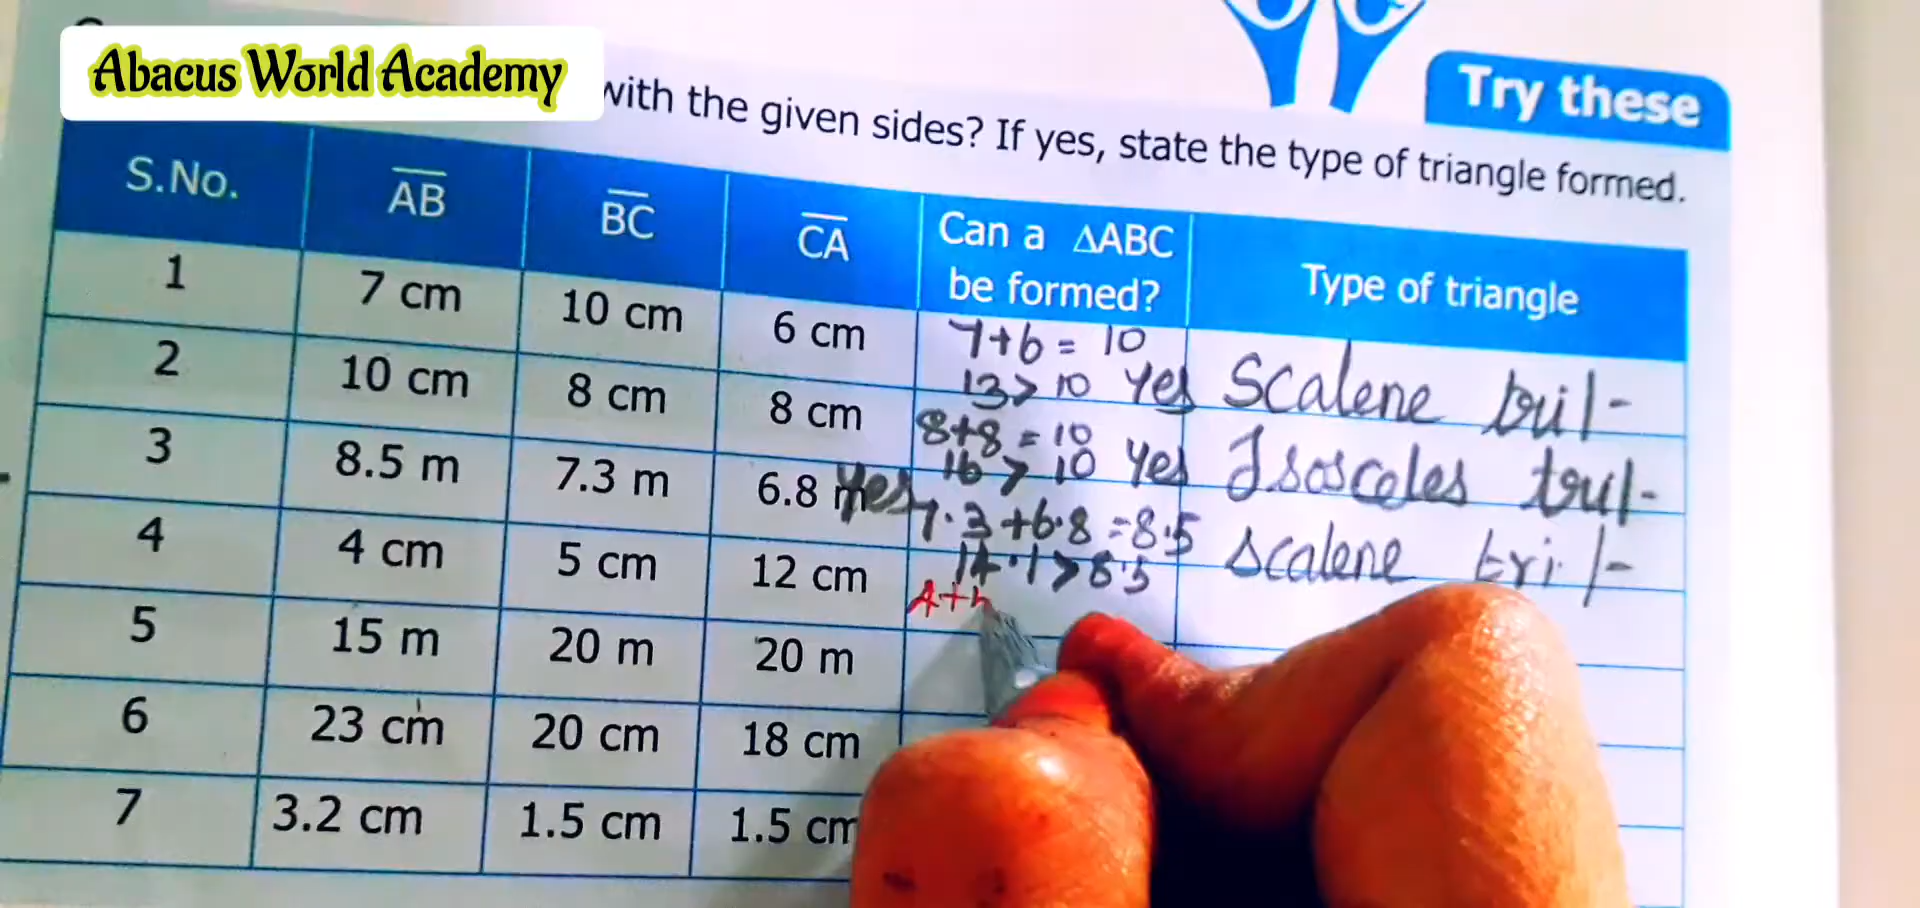 Abacus World Academy
Try these
with the given sides? If yes, state the type of triangle formed.
S.No. AB BC CA Can a ΔABC be formed? Type of triangle
1 7 cm 10 cm 6 cm 7+6 = 10
13 > 10 Yes Scalene tril-
2 10 cm 8 cm 8 cm 8+8 = 10
16 > 10 Yes Isosceles tril-
3 8.5 m 7.3 m 6.8 m Yes 7.3+6.8 =8.5
14.1>8.5 Scalene tri.l-
4 4 cm 5 cm 12 cm 4+
5 15 m 20 m 20 m
6 23 cm 20 cm 18 cm
7 3.2 cm 1.5 cm 1.5 cm